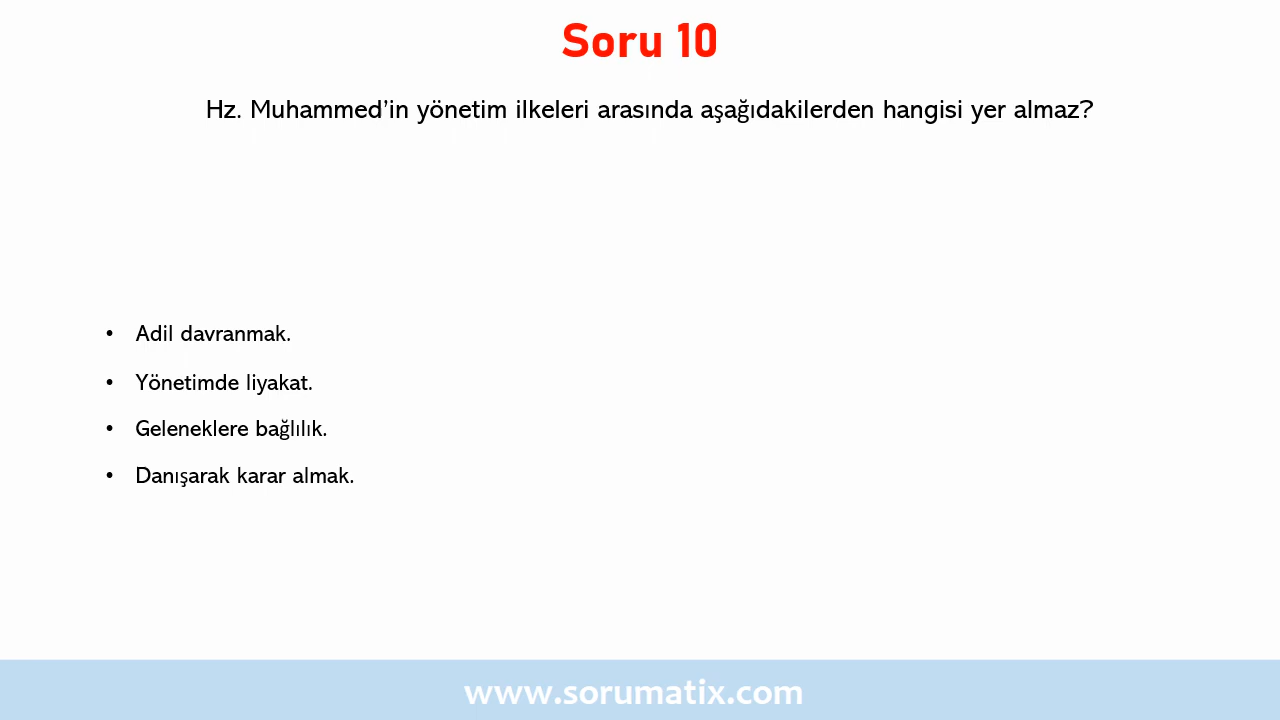 Soru 10
Hz. Muhammed’in yönetim ilkeleri arasında aşağıdakilerden hangisi yer almaz?
• Adil davranmak.
• Yönetimde liyakat.
• Geleneklere bağlılık.
• Danışarak karar almak.
www.sorumatix.com